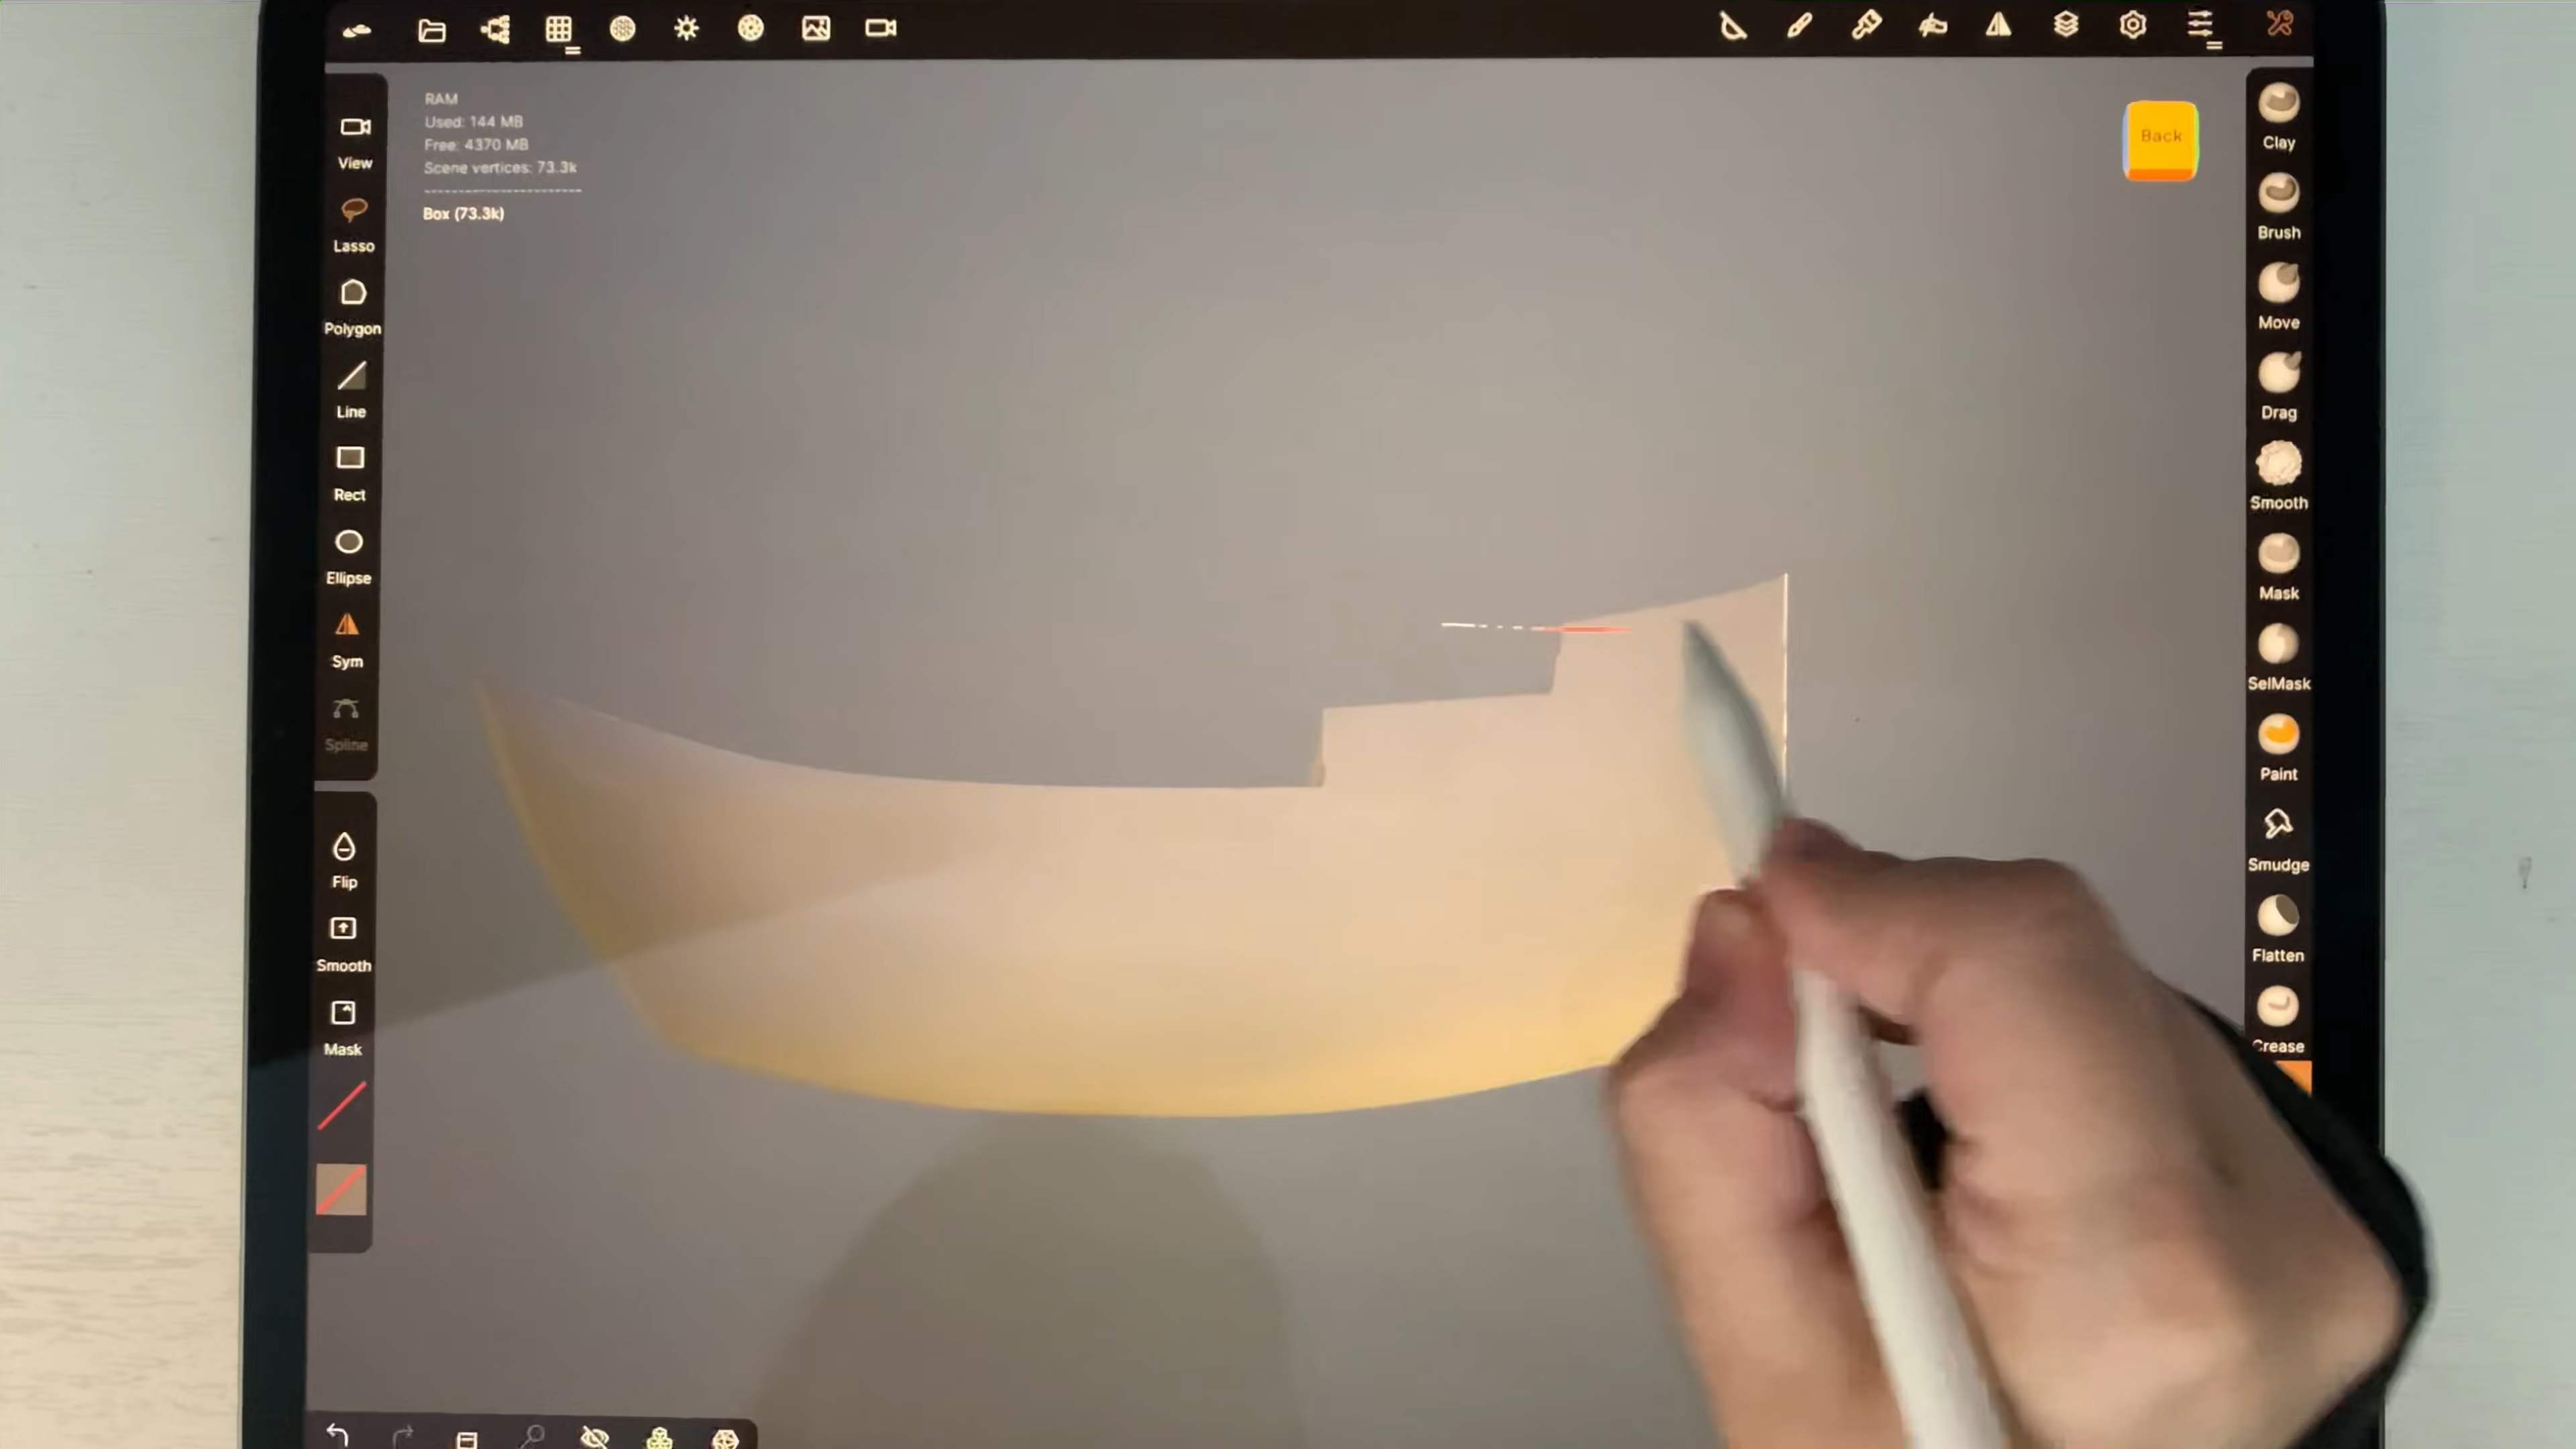 RAM
Used: 144 MB
Free: 4370 MB
Scene vertices: 73.3k
Box (73.3k)
Back
View
Lasso
Polygon
Line
Rect
Ellipse
Sym
Spline
Flip
Smooth
Mask
Clay
Brush
Move
Drag
Smooth
Mask
SelMask
Paint
Smudge
Flatten
Crease